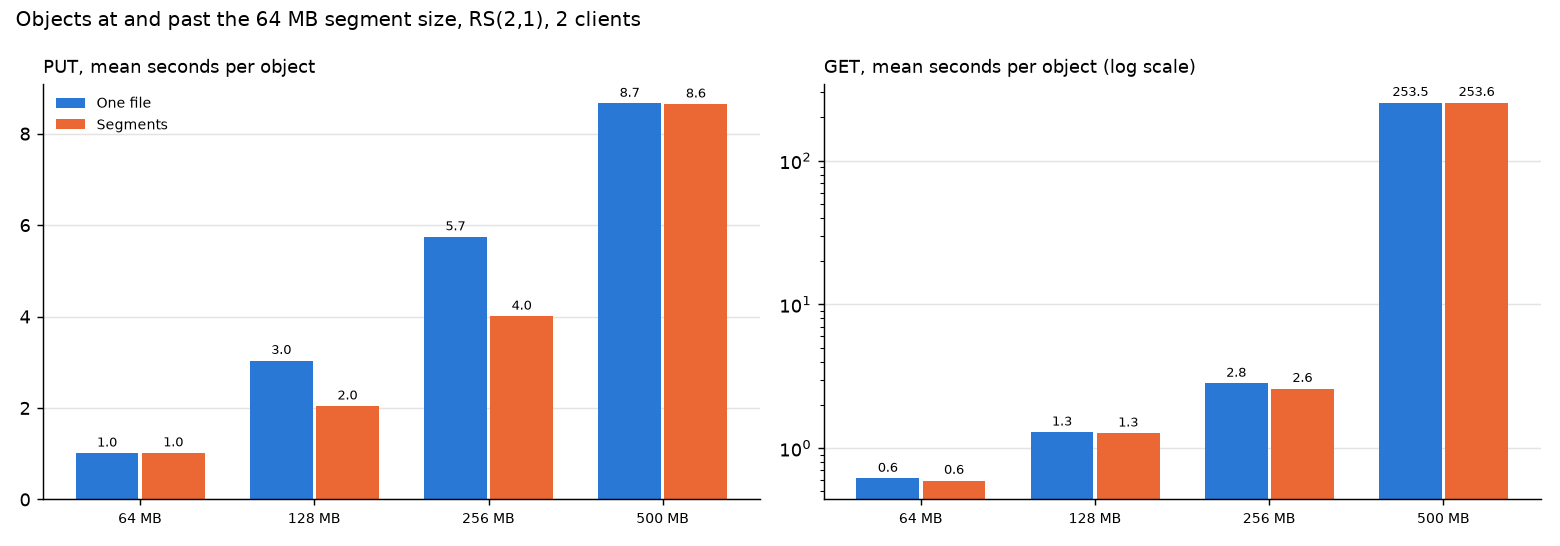 Objects at and past the 64 MB segment size, RS(2,1), 2 clients
PUT, mean seconds per object
One file
Segments
8
6
4
2
0
1.0
1.0
3.0
2.0
5.7
4.0
8.7
8.6
64 MB
128 MB
256 MB
500 MB
GET, mean seconds per object (log scale)
10²
10¹
10⁰
0.6
0.6
1.3
1.3
2.8
2.6
253.5
253.6
64 MB
128 MB
256 MB
500 MB